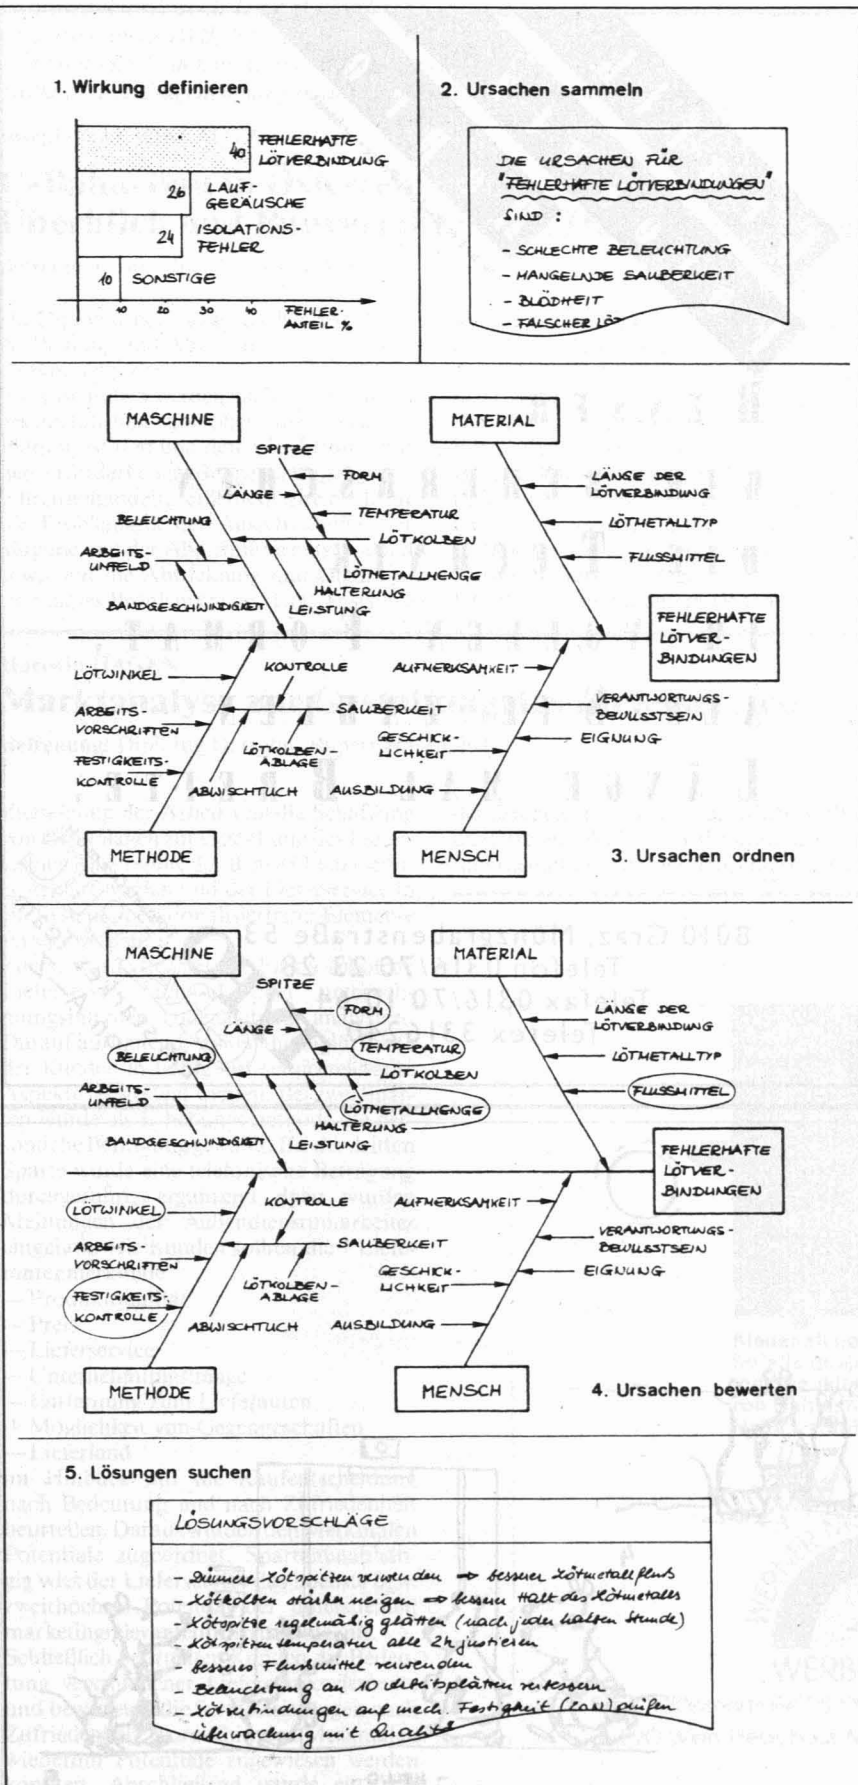 1. Wirkung definieren
40
FEHLERHAFTE
LÖTVERBINDUNG
26
LAUF-
GERÄUSCHE
24
ISOLATIONS-
FEHLER
10
SONSTIGE
10 20 30 40
FEHLER-
ANTEIL %
2. Ursachen sammeln
DIE URSACHEN FÜR
"FEHLERHAFTE LÖTVERBINDUNGEN"
SIND :
- SCHLECHTE BELEUCHTUNG
- MANGELNDE SAUBERKEIT
- BLÖDHEIT
- FALSCHER LÖT
MASCHINE
SPITZE
FORM
LÄNGE
TEMPERATUR
BELEUCHTUNG
LÖTKOLBEN
ARBEITS-
UMFELD
LÖTMETALLMENGE
HALTERUNG
BANDGESCHWINDIGKEIT
LEISTUNG
MATERIAL
LÄNGE DER
LÖTVERBINDUNG
LÖTMETALLTYP
FLUSSMITTEL
FEHLERHAFTE
LÖTVER-
BINDUNGEN
LÖTWINKEL
KONTROLLE
ARBEITS-
VORSCHRIFTEN
SAUBERKEIT
FESTIGKEITS-
KONTROLLE
LÖTKOLBEN-
ABLAGE
ABWISCHTUCH
METHODE
AUFMERKSAMKEIT
VERANTWORTUNGS-
BEWUSSTSEIN
GESCHICK-
LICHKEIT
EIGNUNG
AUSBILDUNG
MENSCH
3. Ursachen ordnen
MASCHINE
SPITZE
FORM
LÄNGE
TEMPERATUR
BELEUCHTUNG
LÖTKOLBEN
ARBEITS-
UMFELD
LÖTMETALLMENGE
HALTERUNG
BANDGESCHWINDIGKEIT
LEISTUNG
MATERIAL
LÄNGE DER
LÖTVERBINDUNG
LÖTMETALLTYP
FLUSSMITTEL
FEHLERHAFTE
LÖTVER-
BINDUNGEN
LÖTWINKEL
KONTROLLE
ARBEITS
VORSCHRIFTEN
SAUBERKEIT
FESTIGKEITS-
KONTROLLE
LÖTKOLBEN-
ABLAGE
ABWISCHTUCH
METHODE
AUFMERKSAMKEIT
VERANTWORTUNGS-
BEWUSSTSEIN
GESCHICK-
LICHKEIT
EIGNUNG
AUSBILDUNG
MENSCH
4. Ursachen bewerten
5. Lösungen suchen
LÖSUNGSVORSCHLÄGE
- Dünnere Lötspitzen verwenden ⇒ besserer Lötmetallfluß
- Lötkolben stärker neigen ⇒ besserer Halt des Lötmetalls
- Lötspitze regelmäßig glätten (nach jeder halben Stunde)
- Lötspitzentemperatur alle 2h justieren
- besseres Flußmittel verwenden
- Beleuchtung an 10 Arbeitsplätzen verbessern
- Lötverbindungen auf mech. Festigkeit (20N) prüfen
überwachung mit Qualit